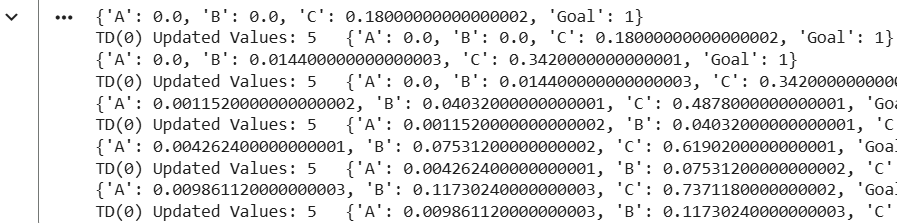 {'A': 0.0, 'B': 0.0, 'C': 0.18000000000000002, 'Goal': 1}
TD(0) Updated Values: 5 {'A': 0.0, 'B': 0.0, 'C': 0.18000000000000002, 'Goal': 1}
{'A': 0.0, 'B': 0.014400000000000003, 'C': 0.3420000000000001, 'Goal': 1}
TD(0) Updated Values: 5 {'A': 0.0, 'B': 0.014400000000000003, 'C': 0.342000000000
{'A': 0.0011520000000000002, 'B': 0.04032000000000001, 'C': 0.4878000000000001, 'Goa
TD(0) Updated Values: 5 {'A': 0.0011520000000000002, 'B': 0.04032000000000001, 'C
{'A': 0.004262400000000001, 'B': 0.07531200000000002, 'C': 0.6190200000000001, 'Goal
TD(0) Updated Values: 5 {'A': 0.004262400000000001, 'B': 0.07531200000000002, 'C'
{'A': 0.009861120000000003, 'B': 0.11730240000000003, 'C': 0.7371180000000002, 'Goal
TD(0) Updated Values: 5 {'A': 0.009861120000000003, 'B': 0.11730240000000003, 'C'